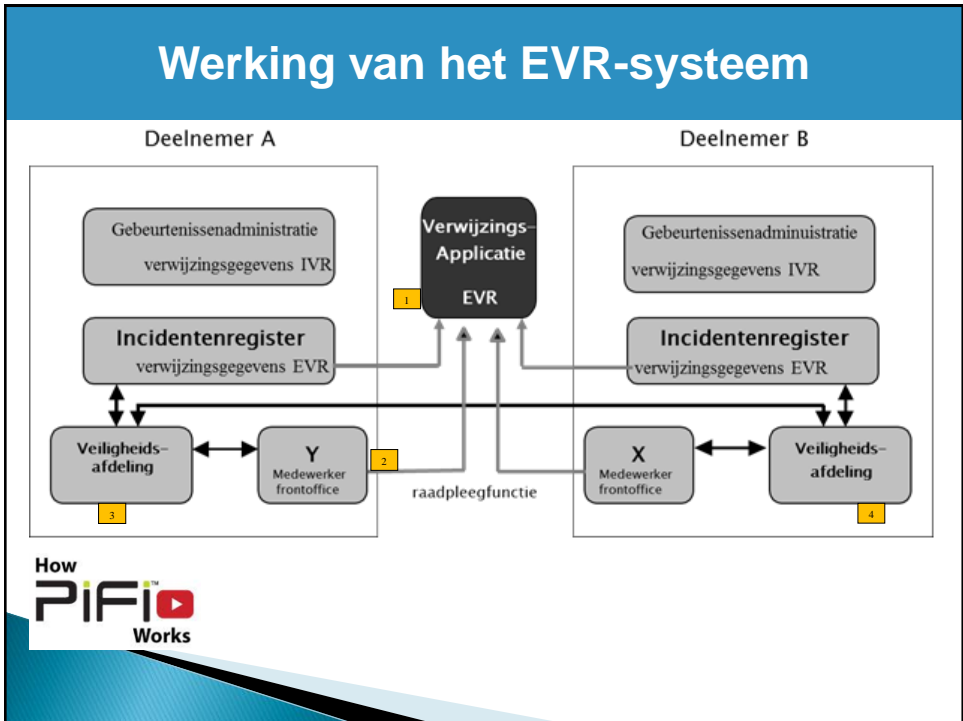 Werking van het EVR-systeem
Deelnemer A
Deelnemer B
Gebeurtenissenadministratie
verwijzingsgegevens IVR
Verwijzings-
Applicatie
EVR
1
Gebeurtenissenadminuistratie
verwijzingsgegevens IVR
Incidentenregister
verwijzingsgegevens EVR
Incidentenregister
verwijzingsgegevens EVR
Veiligheids-
afdeling
3
Y
Medewerker
frontoffice
2
raadpleegfunctie
X
Medewerker
frontoffice
Veiligheids-
afdeling
4
How
PiFi™
Works